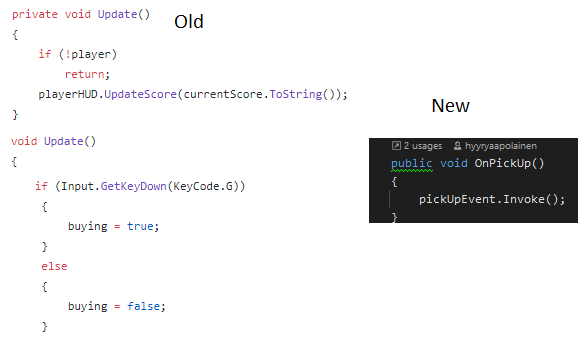 Old
private void Update()
{
if (!player)
return;
playerHUD.UpdateScore(currentScore.ToString());
}
void Update()
{
if (Input.GetKeyDown(KeyCode.G))
{
buying = true;
}
else
{
buying = false;
}
New
2 usages hyyryaapolainen
public void OnPickUp()
{
pickUpEvent.Invoke();
}